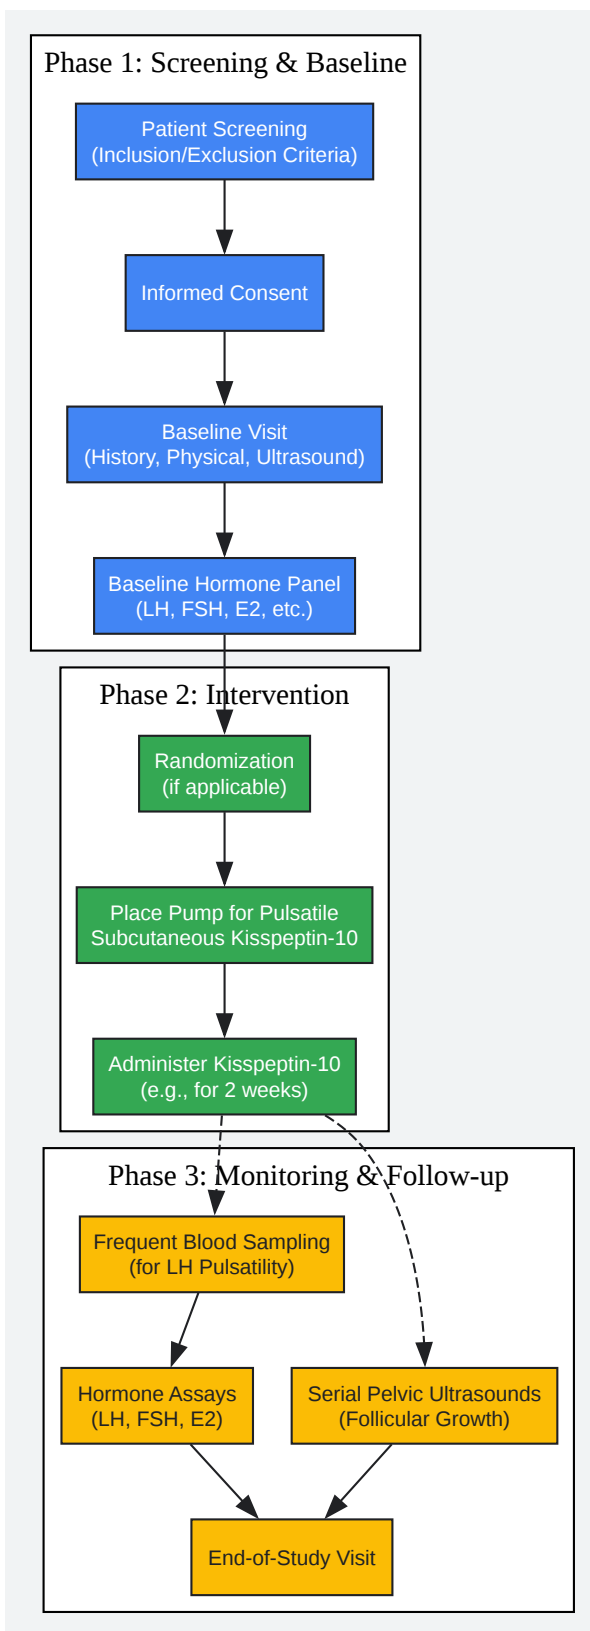 Phase 1: Screening & Baseline
Patient Screening
(Inclusion/Exclusion Criteria)
Informed Consent
Baseline Visit
(History, Physical, Ultrasound)
Baseline Hormone Panel
(LH, FSH, E2, etc.)
Phase 2: Intervention
Randomization
(if applicable)
Place Pump for Pulsatile
Subcutaneous Kisspeptin-10
Administer Kisspeptin-10
(e.g., for 2 weeks)
Phase 3: Monitoring & Follow-up
Frequent Blood Sampling
(for LH Pulsatility)
Hormone Assays
(LH, FSH, E2)
Serial Pelvic Ultrasounds
(Follicular Growth)
End-of-Study Visit